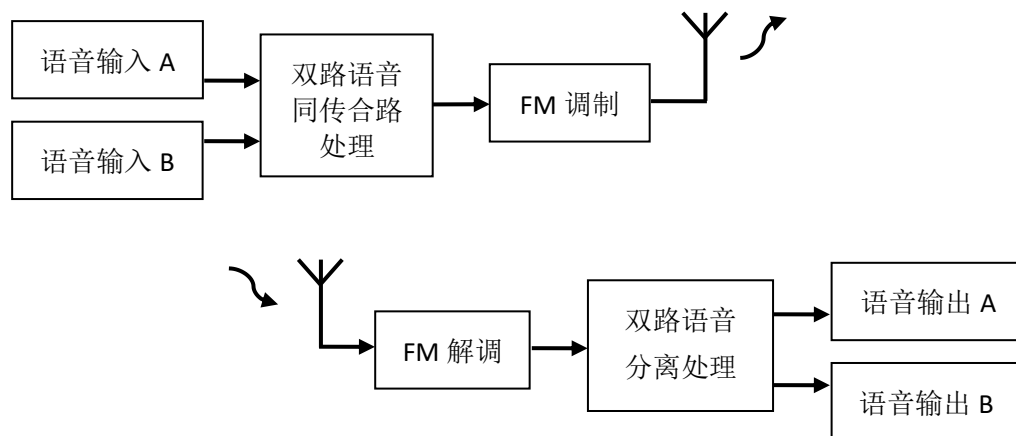 语音输入 A
语音输入 B
双路语音
同传合路
处理
FM 调制
FM 解调
双路语音
分离处理
语音输出 A
语音输出 B